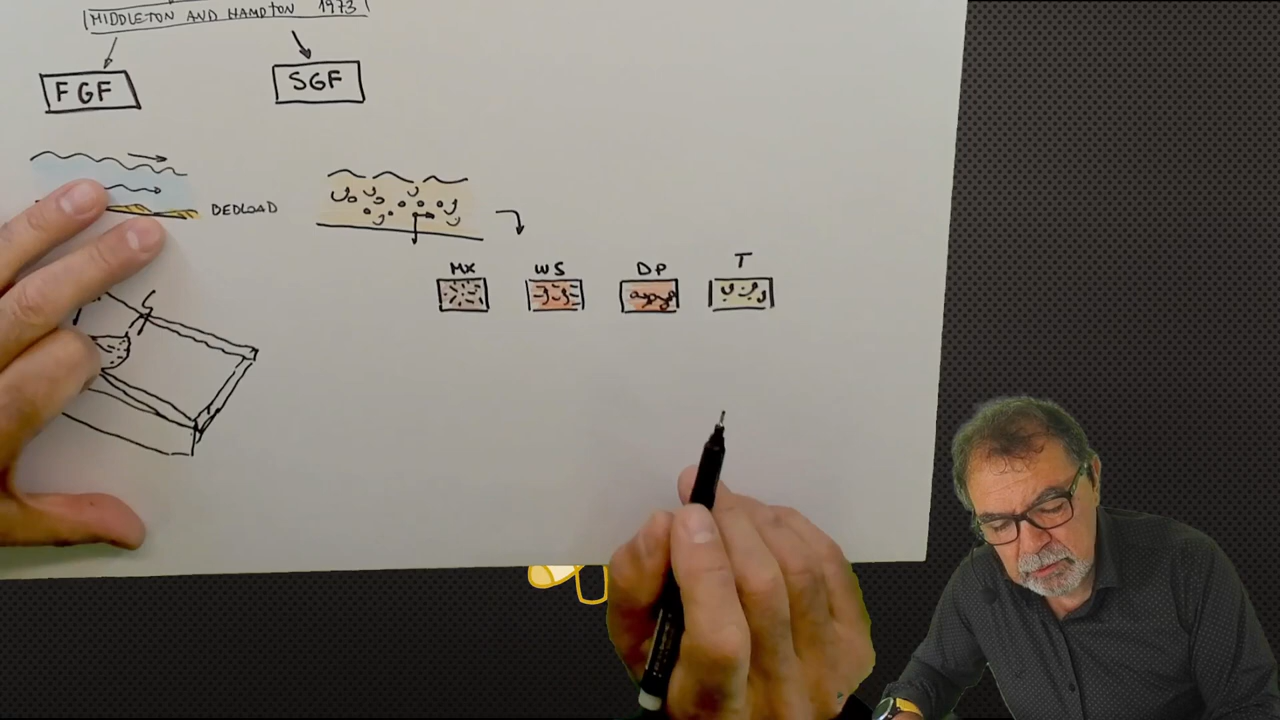 MIDDLETON AND HAMPTON 1973
FGF
SGF
BEDLOAD
MX WS DP T